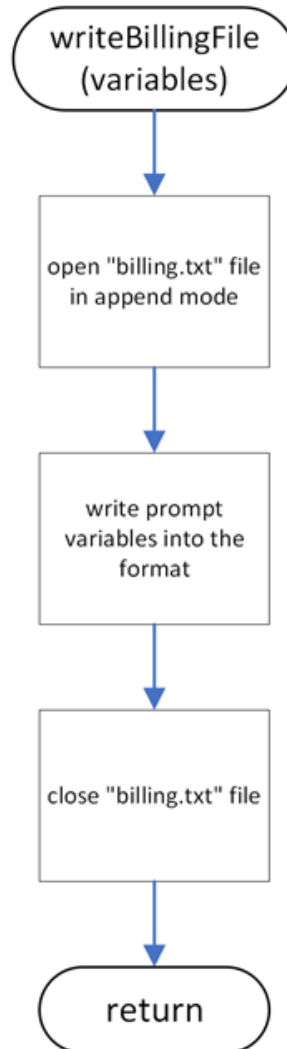 writeBillingFile
(variables)
open "billing.txt" file
in append mode
write prompt
variables into the
format
close "billing.txt" file
return